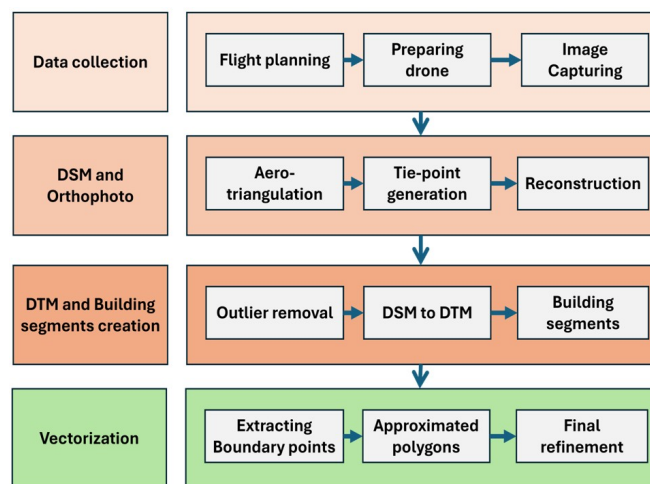 Data collection
Flight planning
Preparing
drone
Image
Capturing
DSM and
Orthophoto
Aero-
triangulation
Tie-point
generation
Reconstruction
DTM and Building
segments creation
Outlier removal
DSM to DTM
Building
segments
Vectorization
Extracting
Boundary points
Approximated
polygons
Final
refinement